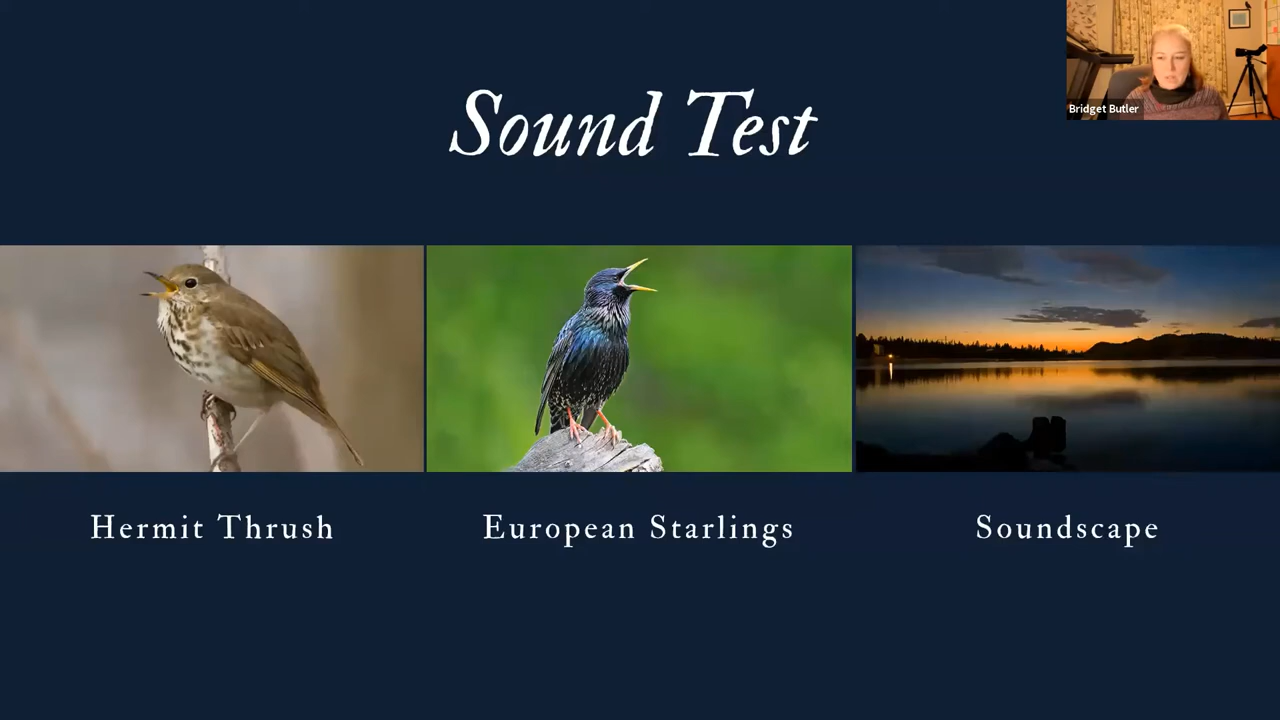 Sound Test
Bridget Butler
Hermit Thrush
European Starlings
Soundscape